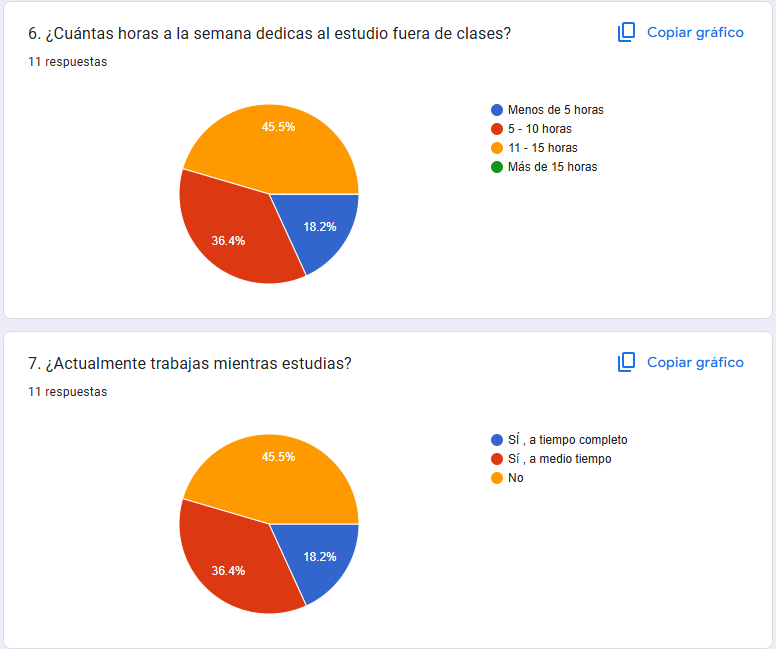 6. ¿Cuántas horas a la semana dedicas al estudio fuera de clases?
Copiar gráfico
11 respuestas
45.5%
36.4%
18.2%
Menos de 5 horas
5 - 10 horas
11 - 15 horas
Más de 15 horas
7. ¿Actualmente trabajas mientras estudias?
Copiar gráfico
11 respuestas
45.5%
36.4%
18.2%
SÍ , a tiempo completo
Sí , a medio tiempo
No